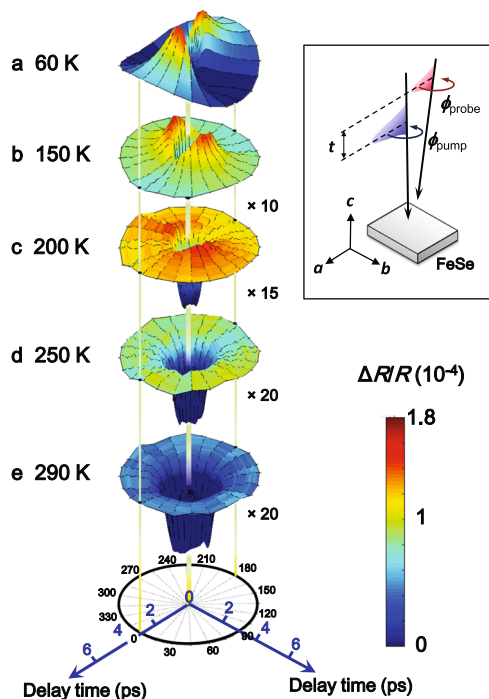 a 60 K
b 150 K
× 10
c 200 K
× 15
d 250 K
× 20
e 290 K
× 20
ϕprobe
ϕpump
t
c
a
b
FeSe
ΔR/R (10⁻⁴)
1.8
1
0
240 210
270 180
300 150
330 120
0 90
30 60
0
2 2
4 4
6 6
Delay time (ps)
Delay time (ps)